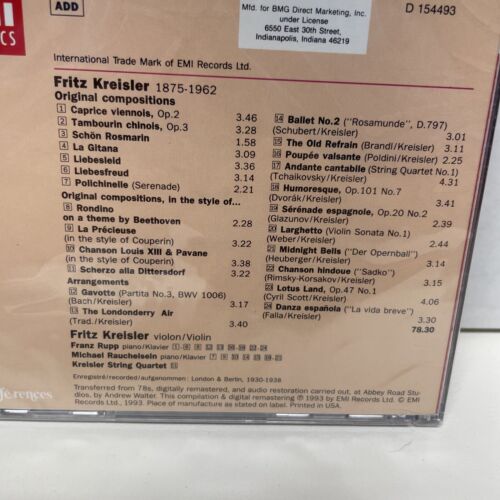 ADD
Mfd. for BMG Direct Marketing, Inc.
under License
6550 East 30th Street,
Indianapolis, Indiana 46219
D 154493
CS
International Trade Mark of EMI Records Ltd.
Fritz Kreisler 1875-1962
Original compositions
1 Caprice viennois, Op.2 3.46
2 Tambourin chinois, Op.3 3.28
3 Schön Rosmarin 1.58
4 La Gitana 3.09
5 Liebesleid 3.36
6 Liebesfreud 3.14
7 Polichinelle (Serenade) 2.21
Original compositions, in the style of...
8 Rondino
on a theme by Beethoven 2.28
9 La Précieuse
(in the style of Couperin) 3.22
10 Chanson Louis XIII & Pavane
(in the style of Couperin) 3.38
11 Scherzo alla Dittersdorf 3.22
Arrangements
12 Gavotte (Partita No.3, BWV 1006)
(Bach/Kreisler) 3.17
13 The Londonderry Air
(Trad./Kreisler) 3.40
14 Ballet No.2 ("Rosamunde", D.797)
(Schubert/Kreisler) 3.01
15 The Old Refrain (Brandl/Kreisler) 3.11
16 Poupée valsante (Poldini/Kreisler) 2.25
17 Andante cantabile (String Quartet No.1)
(Tchaikovsky/Kreisler) 4.31
18 Humoresque, Op.101 No.7
(Dvořák/Kreisler) 3.41
19 Sérénade espagnole, Op.20 No.2
(Glazunov/Kreisler) 2.39
20 Larghetto (Violin Sonata No.1)
(Weber/Kreisler) 2.44
21 Midnight Bells ("Der Opernball")
(Heuberger/Kreisler) 3.14
22 Chanson hindoue ("Sadko")
(Rimsky-Korsakov/Kreisler) 3.15
23 Lotus Land, Op.47 No.1
(Cyril Scott/Kreisler) 4.06
24 Danza española ("La vida breve")
(Falla/Kreisler) 3.30
78.30
Fritz Kreisler violon/Violin
Franz Rupp piano/Klavier
Michael Raucheisen piano/Klavier
Kreisler String Quartet 11
Enregistré/recorded/aufgenommen: London & Berlin, 1930-1938
Transferred from 78s, digitally remastered, and audio restoration carried out, at Abbey Road Stu-
dios, by Andrew Walter. This compilation & digital remastering ℗ 1993 by EMI Records Ltd. © EMI
Records Ltd., 1993. Place of manufacture as stated on label. Printed in USA.
férences